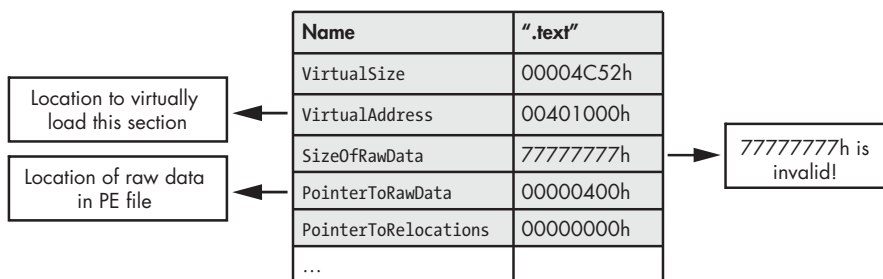 Name “.text”
VirtualSize 00004C52h
Location to virtually
load this section
VirtualAddress 00401000h
SizeOfRawData 77777777h
77777777h is
invalid!
Location of raw data
in PE file
PointerToRawData 00000400h
PointerToRelocations 00000000h
...